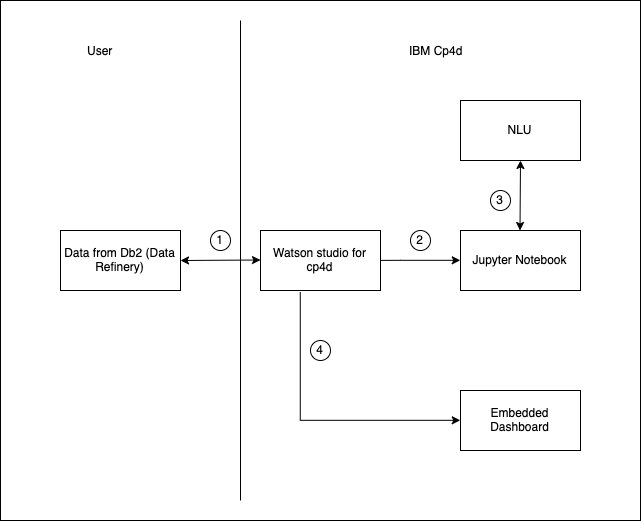 User
IBM Cp4d
NLU
3
1
2
Data from Db2 (Data
Refinery)
Watson studio for
cp4d
Jupyter Notebook
4
Embedded
Dashboard